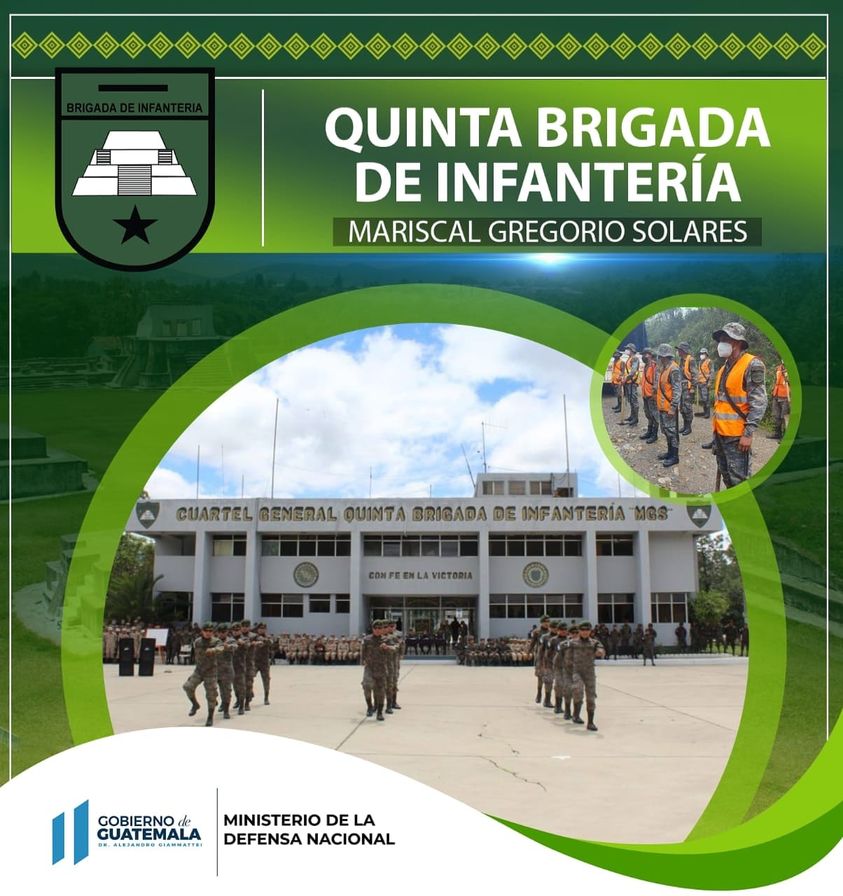 BRIGADA DE INFANTERIA
QUINTA BRIGADA
DE INFANTERÍA
MARISCAL GREGORIO SOLARES
CUARTEL GENERAL QUINTA BRIGADA DE INFANTERÍA "MGS"
CON FE EN LA VICTORIA
GOBIERNO de
GUATEMALA
DR. ALEJANDRO GIAMMATTEI
MINISTERIO DE LA
DEFENSA NACIONAL